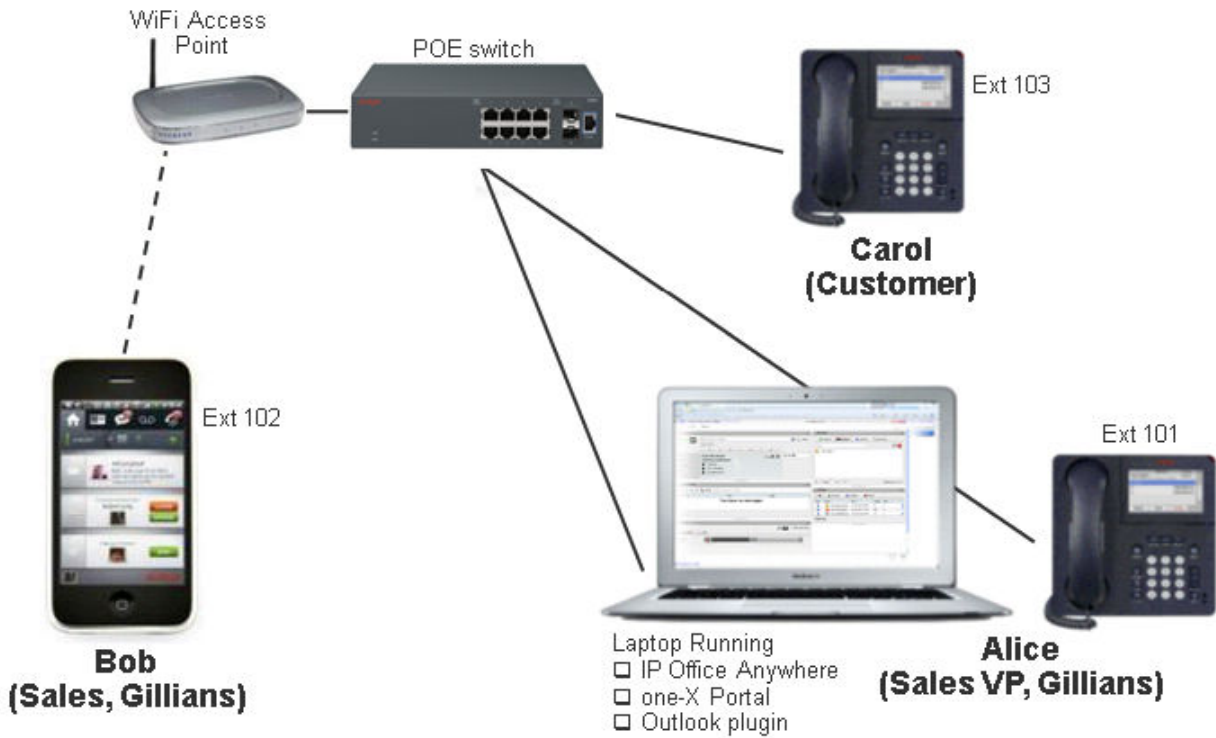 WiFi Access
Point
POE switch
Ext 103
Carol
(Customer)
Ext 102
Ext 101
Bob
(Sales, Gillians)
Laptop Running
❑ IP Office Anywhere
❑ one-X Portal
❑ Outlook plugin
Alice
(Sales VP, Gillians)